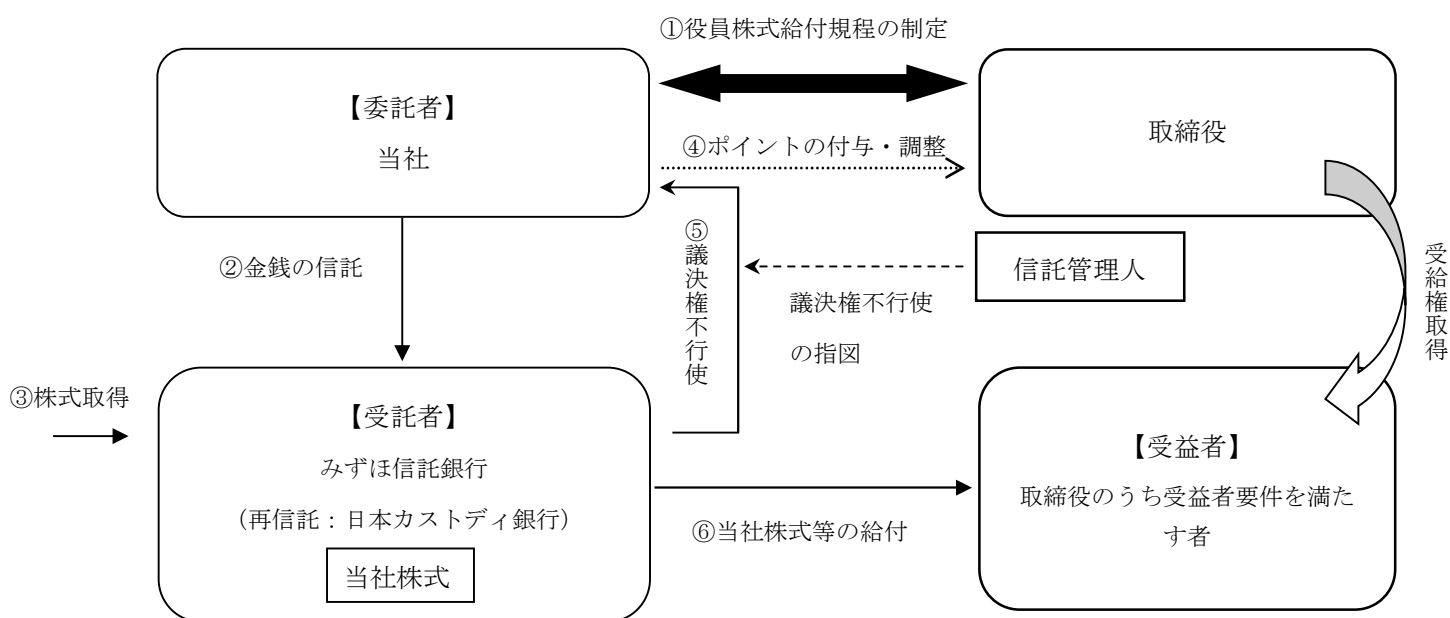 ①役員株式給付規程の制定
【委託者】
当社
取締役
④ポイントの付与・調整
②金銭の信託
⑤議決権不行使
信託管理人
議決権不行使
の指図
受給権取得
③株式取得
【受託者】
みずほ信託銀行
(再信託:日本カストディ銀行)
当社株式
⑥当社株式等の給付
【受益者】
取締役のうち受益者要件を満た
す者